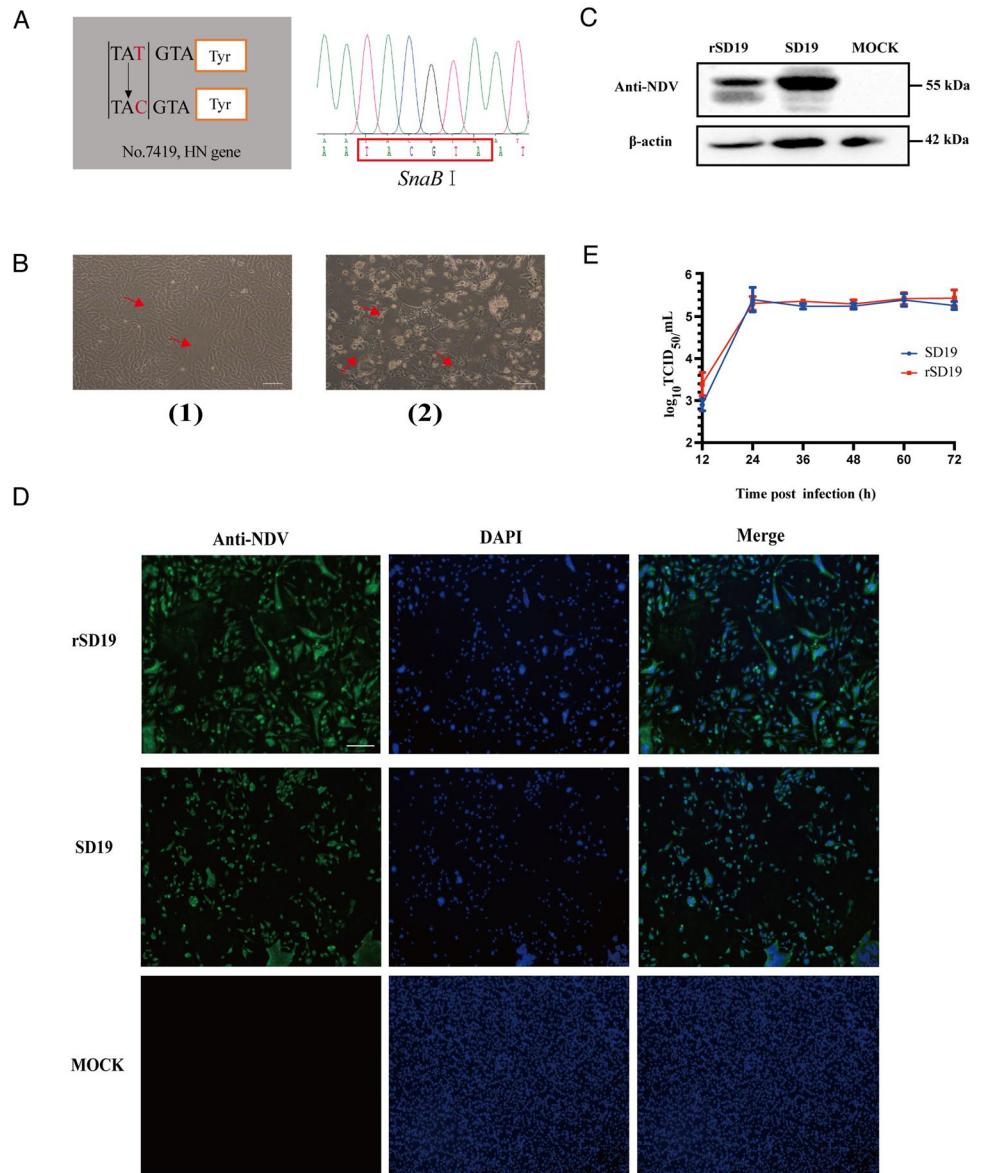 A
TAT GTA Tyr
TAC GTA Tyr
No.7419, HN gene
A A T A C G T A A T
A A T A C G T A A T
SnaB I
B
(1)
(2)
C
rSD19 SD19 MOCK
Anti-NDV
55 kDa
β-actin
42 kDa
E
log10TCID50/mL
6
5
4
3
2
12 24 36 48 60 72
Time post infection (h)
SD19
rSD19
D
Anti-NDV DAPI Merge
rSD19
SD19
MOCK